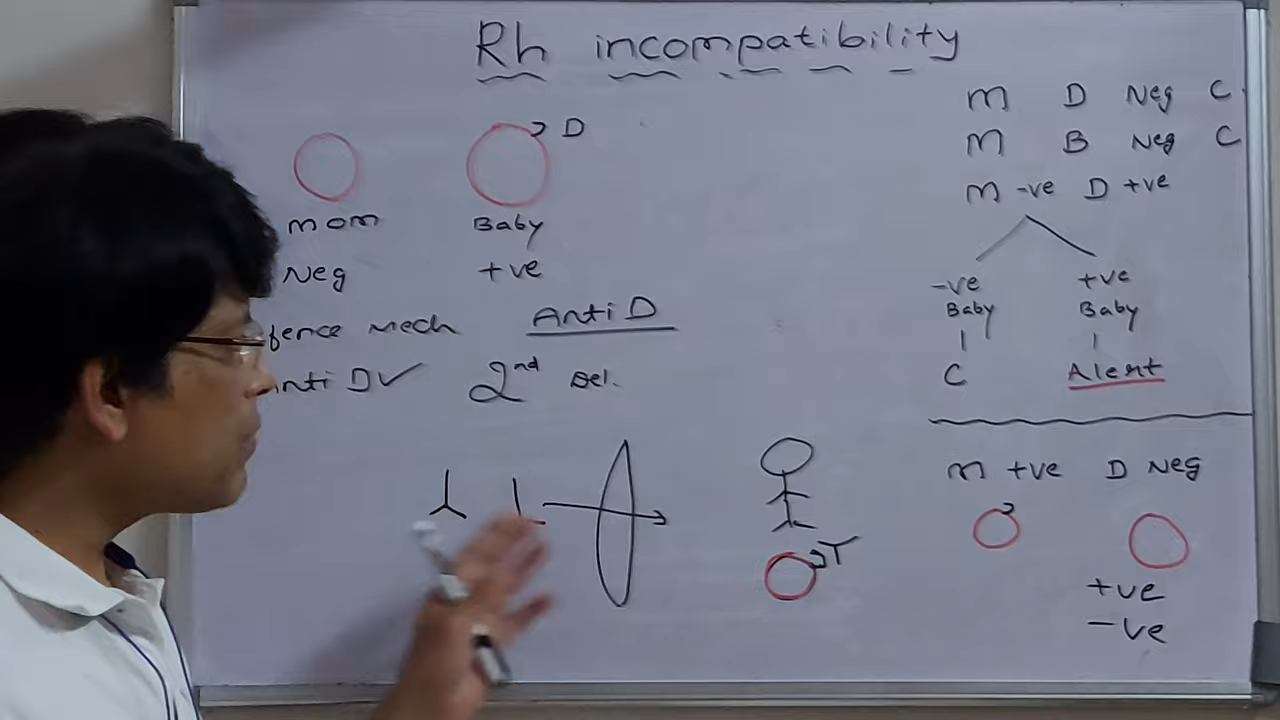 Rh incompatibility
D
mom Baby
Neg +ve
fence mech Anti D
nti D✓ 2nd Del.
M D Neg C.
M B Neg C
M -ve D +ve
-ve +ve
Baby Baby
C Alert
M +ve D Neg
+ve
-ve